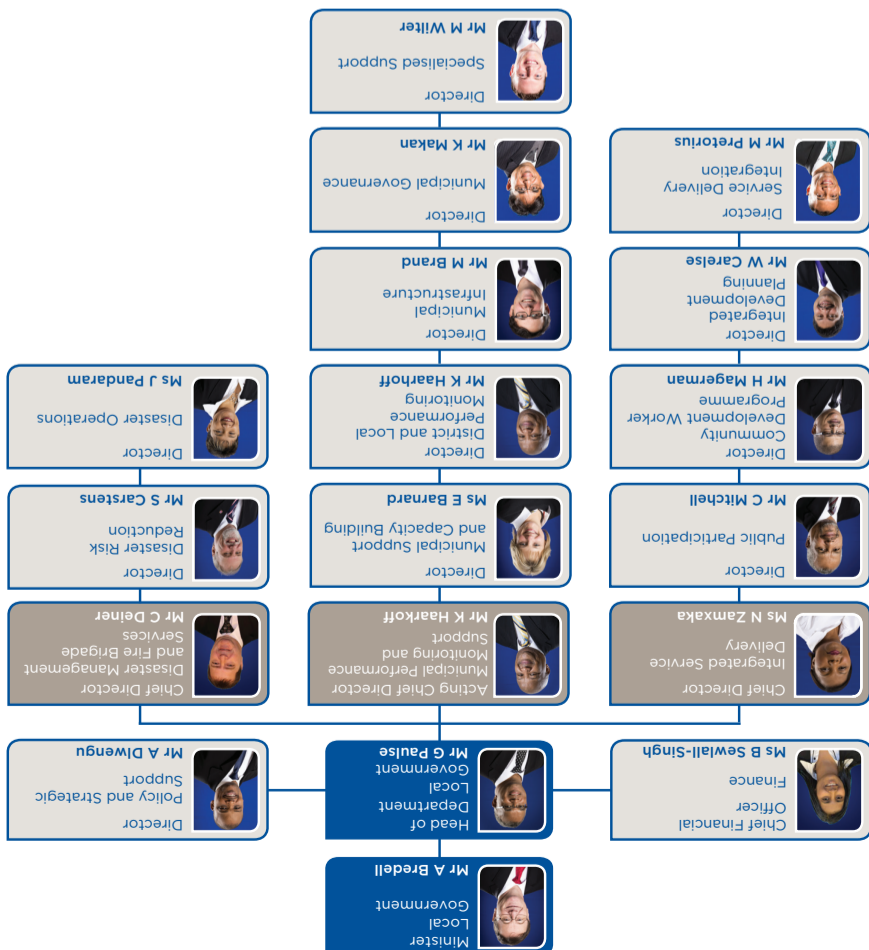 Minister
Local
Government
Mr A Bredell
Chief Financial
Officer
Finance
Ms B Sewlall-Singh
Head of
Department
Local
Government
Mr G Paulse
Director
Policy and Strategic
Support
Mr A Dlwengu
Chief Director
Integrated Service
Delivery
Ms N Zamxaka
Director
Public Participation
Mr C Mitchell
Director
Community
Development Worker
Programme
Mr H Magerman
Director
Integrated
Development
Planning
Mr W Carelse
Director
Service Delivery
Integration
Mr M Pretorius
Acting Chief Director
Municipal Performance
Monitoring and
Support
Mr K Haarkoff
Director
Municipal Support
and Capacity Building
Ms E Barnard
Director
District and Local
Performance
Monitoring
Mr K Haarhoff
Director
Municipal
Infrastructure
Mr M Brand
Director
Municipal Governance
Mr K Makan
Director
Specialised Support
Mr M Wilter
Chief Director
Disaster Management
and Fire Brigade
Services
Mr C Deiner
Director
Disaster Risk
Reduction
Mr S Carstens
Director
Disaster Operations
Ms J Pandaram